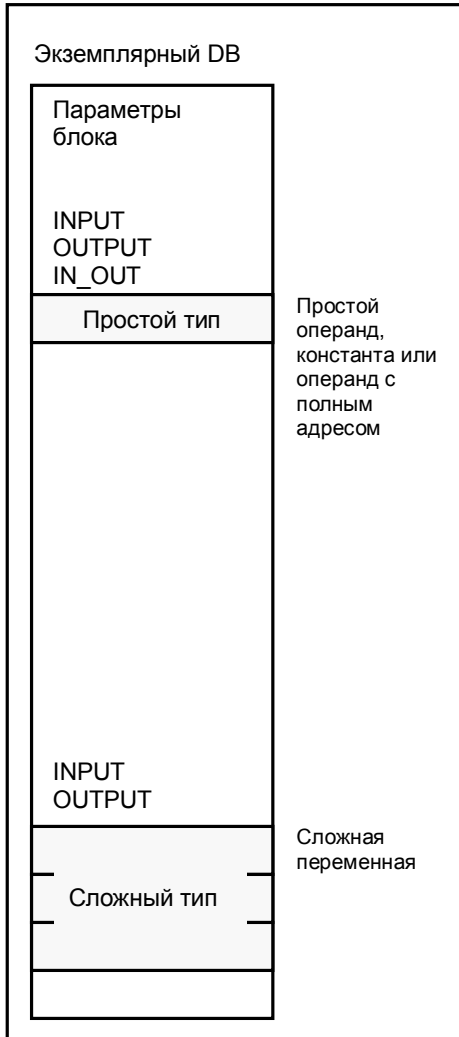 Экземплярный DB
Параметры
блока
INPUT
OUTPUT
IN_OUT
Простой тип
Простой
операнд,
константа или
операнд с
полным
адресом
INPUT
OUTPUT
Сложная
переменная
Сложный тип